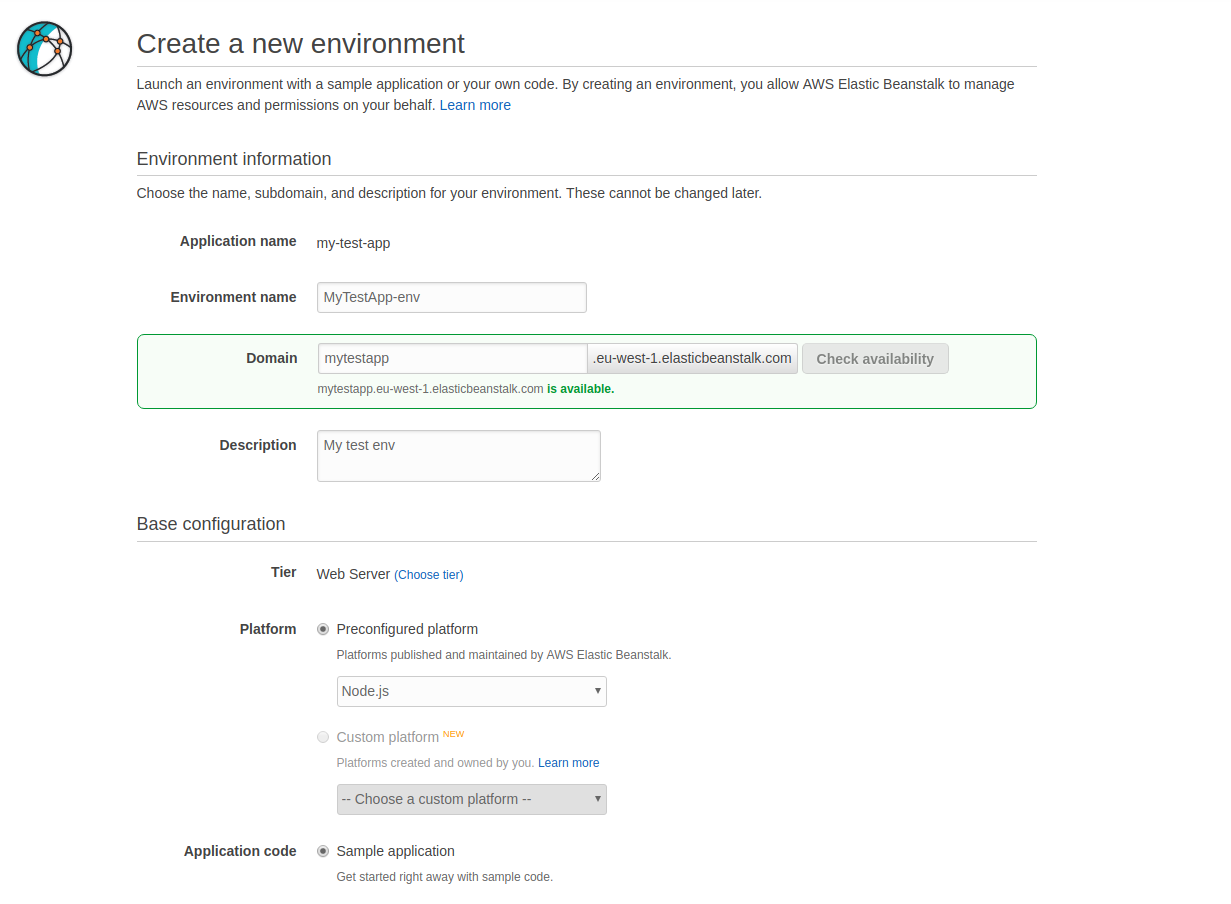 Create a new environment
Launch an environment with a sample application or your own code. By creating an environment, you allow AWS Elastic Beanstalk to manage
AWS resources and permissions on your behalf. Learn more
Environment information
Choose the name, subdomain, and description for your environment. These cannot be changed later.
Application name my-test-app
Environment name MyTestApp-env
Domain mytestapp .eu-west-1.elasticbeanstalk.com Check availability
mytestapp.eu-west-1.elasticbeanstalk.com is available.
Description My test env
Base configuration
Tier Web Server (Choose tier)
Platform Preconfigured platform
Platforms published and maintained by AWS Elastic Beanstalk.
Node.js
Custom platform NEW
Platforms created and owned by you. Learn more
-- Choose a custom platform --
Application code Sample application
Get started right away with sample code.